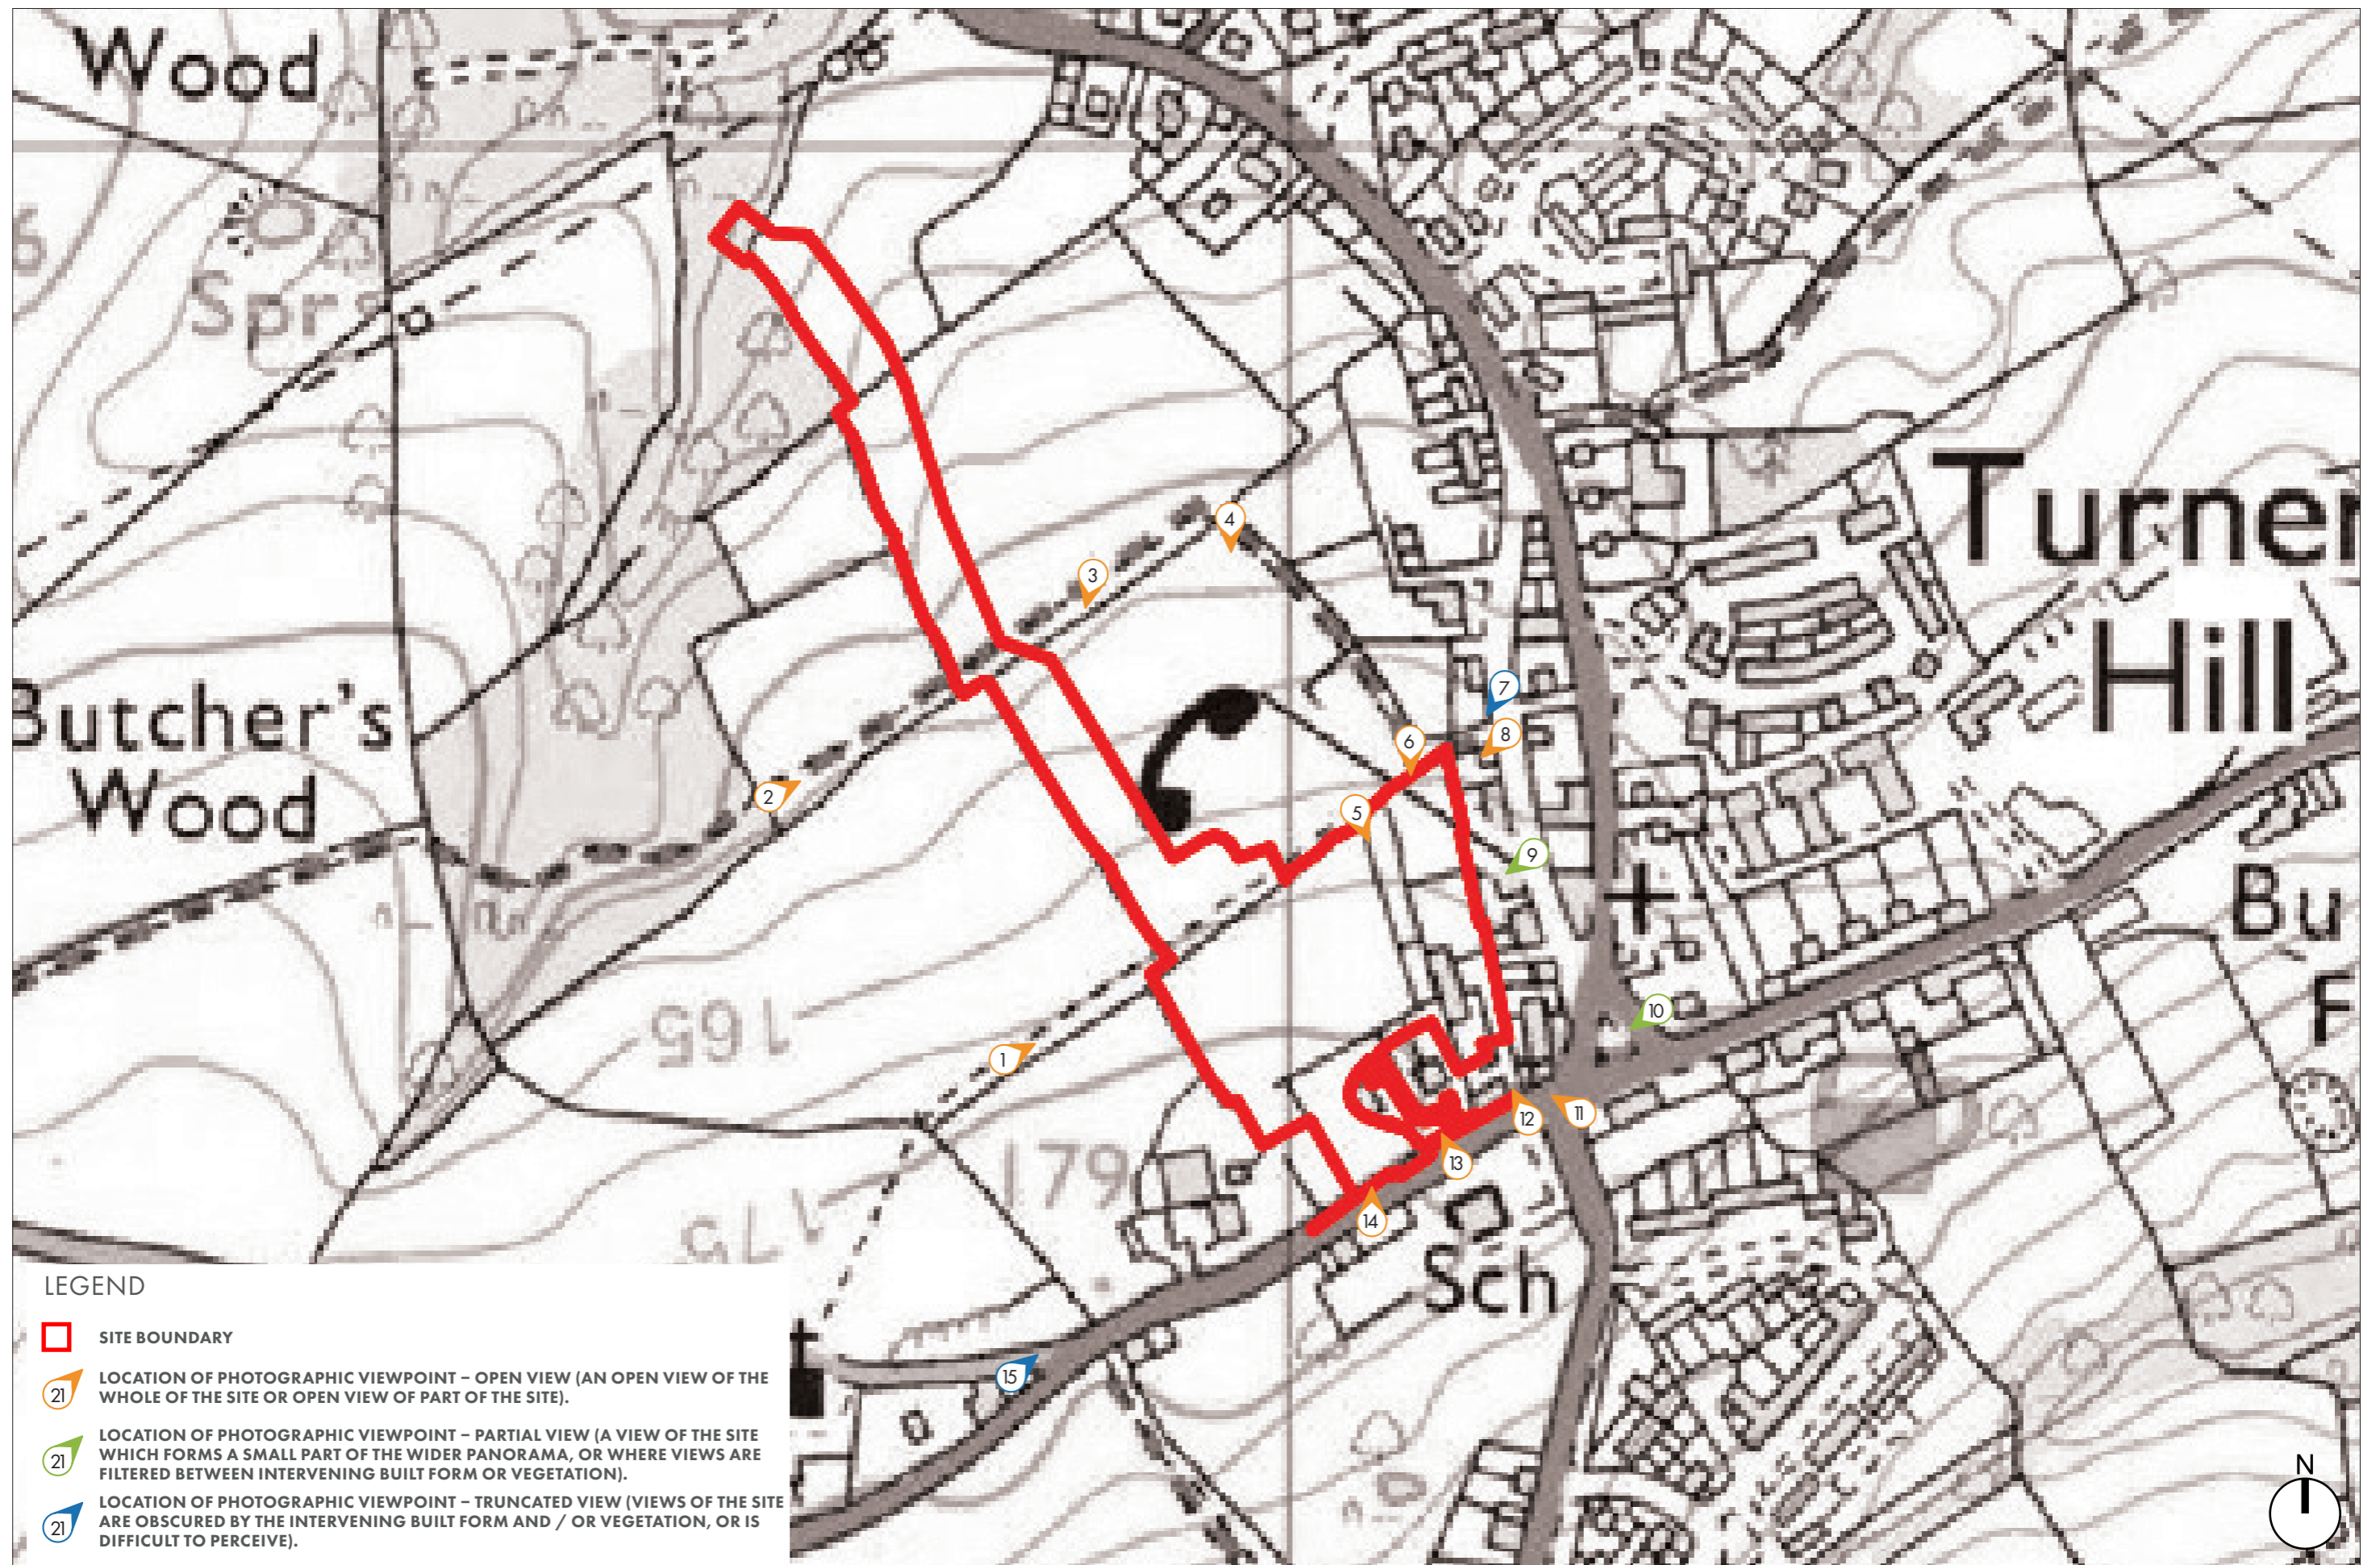 Wood
6
Sprs
Turner
Hill
Butcher's
Wood
4
3
7
8
6
2
5
9
165
1
10
Bu
F
11
12
13
179
14
175
Sch
15
LEGEND
SITE BOUNDARY
21
LOCATION OF PHOTOGRAPHIC VIEWPOINT – OPEN VIEW (AN OPEN VIEW OF THE
WHOLE OF THE SITE OR OPEN VIEW OF PART OF THE SITE).
21
LOCATION OF PHOTOGRAPHIC VIEWPOINT – PARTIAL VIEW (A VIEW OF THE SITE
WHICH FORMS A SMALL PART OF THE WIDER PANORAMA, OR WHERE VIEWS ARE
FILTERED BETWEEN INTERVENING BUILT FORM OR VEGETATION).
21
LOCATION OF PHOTOGRAPHIC VIEWPOINT – TRUNCATED VIEW (VIEWS OF THE SITE
ARE OBSCURED BY THE INTERVENING BUILT FORM AND / OR VEGETATION, OR IS
DIFFICULT TO PERCEIVE).
N